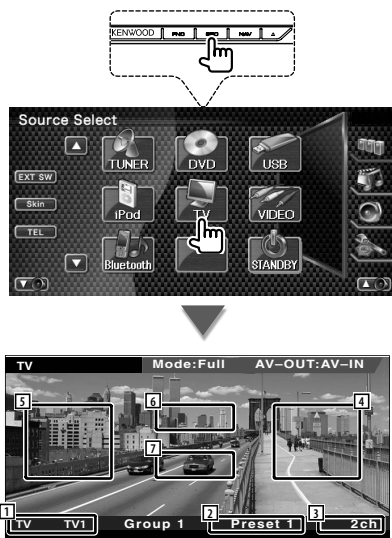 KENWOOD FNC SRC NAV ▲
Source Select
TUNER DVD USB
EXT SW
Skin
iPod TV VIDEO
TEL
Bluetooth STANDBY
TV Mode:Full AV–OUT:AV–IN
5 6 4
7
1 2 3
TV TV1 Group 1 Preset 1 2ch